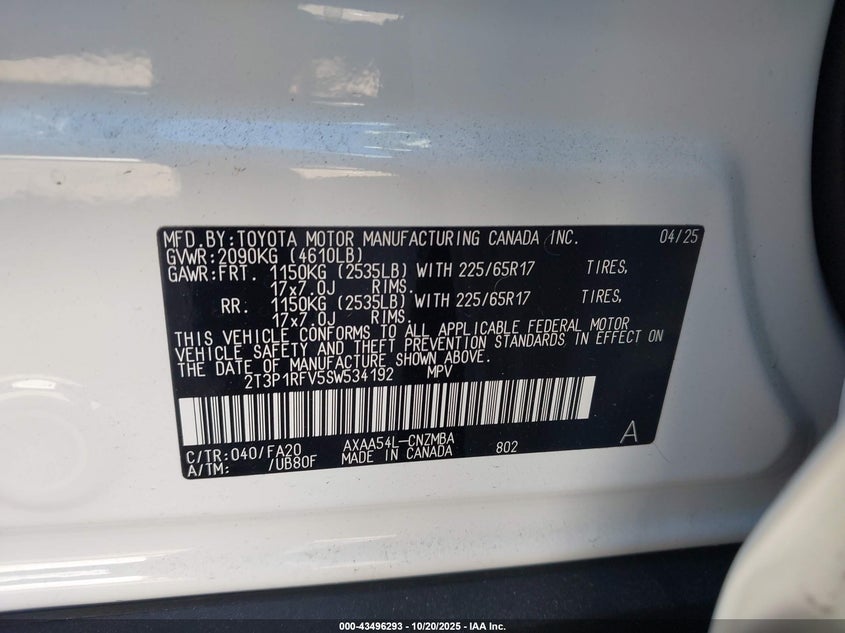 MFD.BY:TOYOTA MOTOR MANUFACTURING CANADA INC. 04/25
GVWR:2090KG (4610LB)
GAWR:FRT. 1150KG (2535LB) WITH 225/65R17 TIRES,
17x7.0J RIMS.
RR. 1150KG (2535LB) WITH 225/65R17 TIRES,
17x7.0J RIMS.
THIS VEHICLE CONFORMS TO ALL APPLICABLE FEDERAL MOTOR
VEHICLE SAFETY AND THEFT PREVENTION STANDARDS IN EFFECT ON
THE DATE OF MANUFACTURE SHOWN ABOVE.
2T3P1RFV5SW534192 MPV
C/TR:040/FA20 AXAA54L-CNZMBA 802 A
A/TM: /UB80F MADE IN CANADA
000-43496293 | 10/20/2025 - IAA Inc.